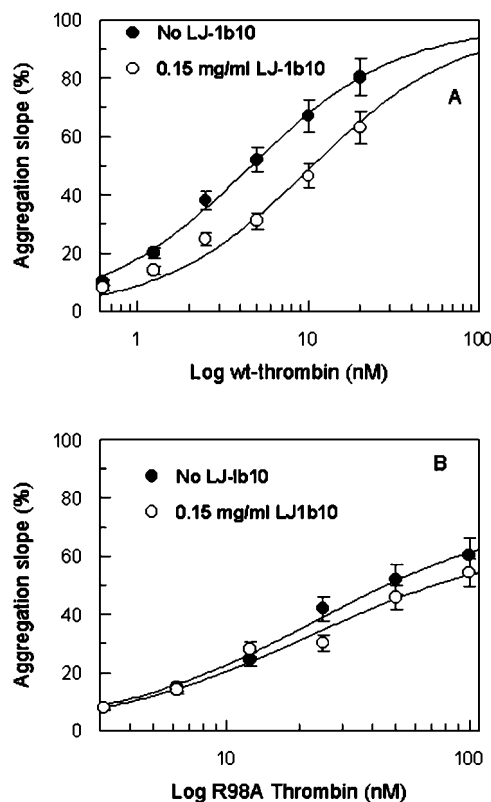 100
80
60
40
20
0
Aggregation slope (%)
No LJ-1b10
0.15 mg/ml LJ-1b10
A
1
10
100
Log wt-thrombin (nM)
100
80
60
40
20
0
Aggregation slope (%)
B
No LJ-Ib10
0.15 mg/ml LJ1b10
10
100
Log R98A Thrombin (nM)